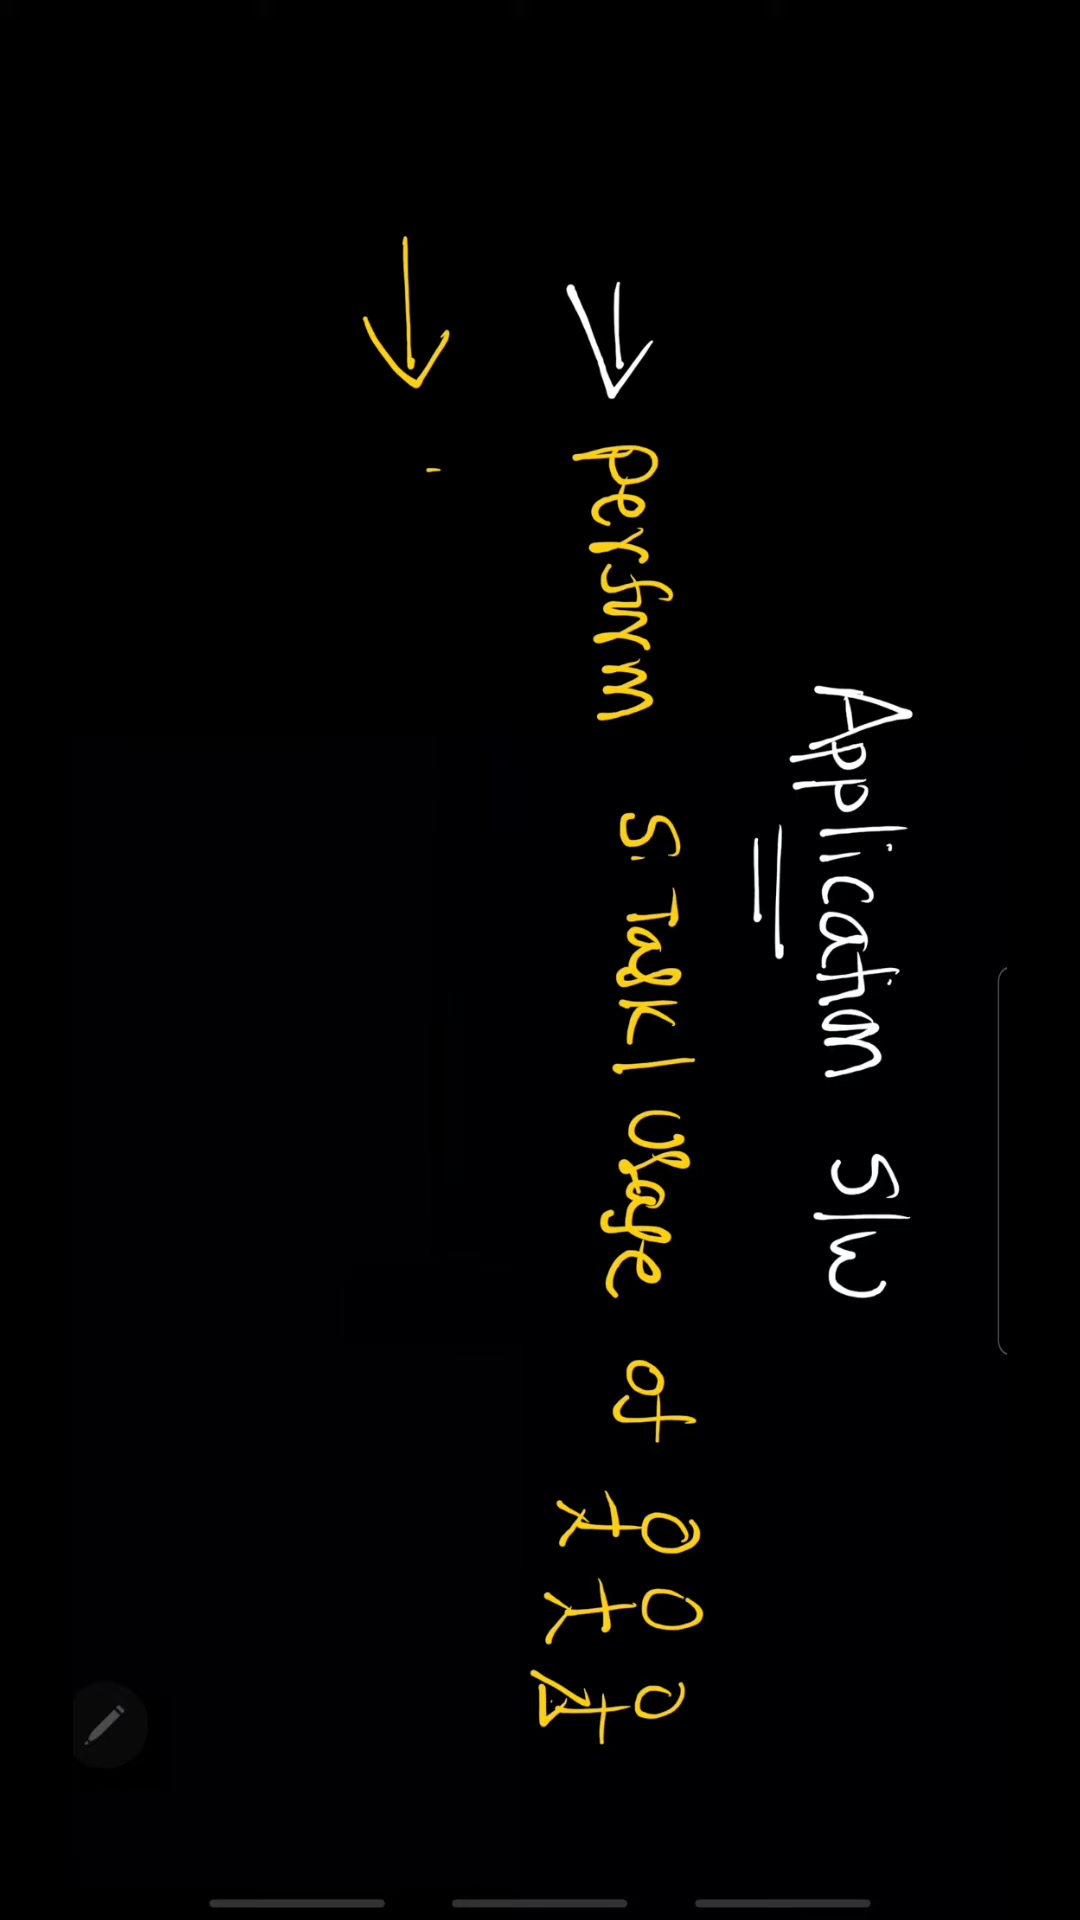 Application S/W
⇒ perform S. Task / Usage of
→ -